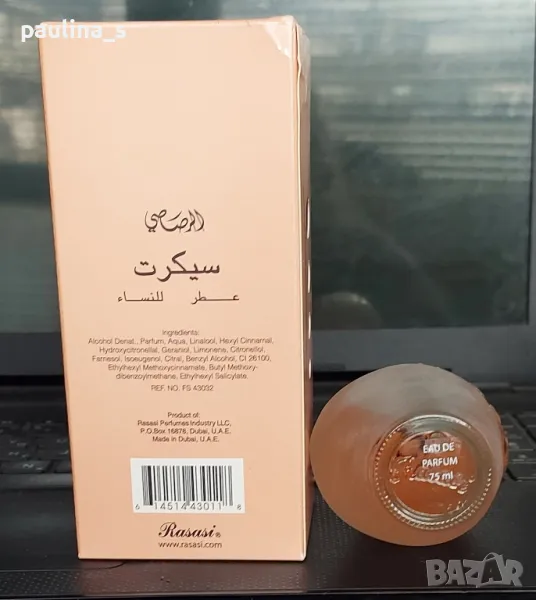 paulina_s
الرصاصي
سيكرت
عطر للنساء
Ingredients:
Alcohol Denat., Parfum, Aqua, Linalool, Hexyl Cinnamal,
Hydroxycitronellal, Geraniol, Limonene, Citronellol,
Farnesol, Isoeugenol, Citral, Benzyl Alcohol, CI 26100,
Ethylhexyl Methoxycinnamate, Butyl Methoxy-
dibenzoylmethane, Ethylhexyl Salicylate.
REF. NO. FS 43032
Product of:
Rasasi Perfumes Industry LLC,
P.O.Box 16876, Dubai, U.A.E.
Made in Dubai, U.A.E.
6 14514 43011 8
Rasasi ®
www.rasasi.com
EAU DE
PARFUM
75 ml
BAZAR